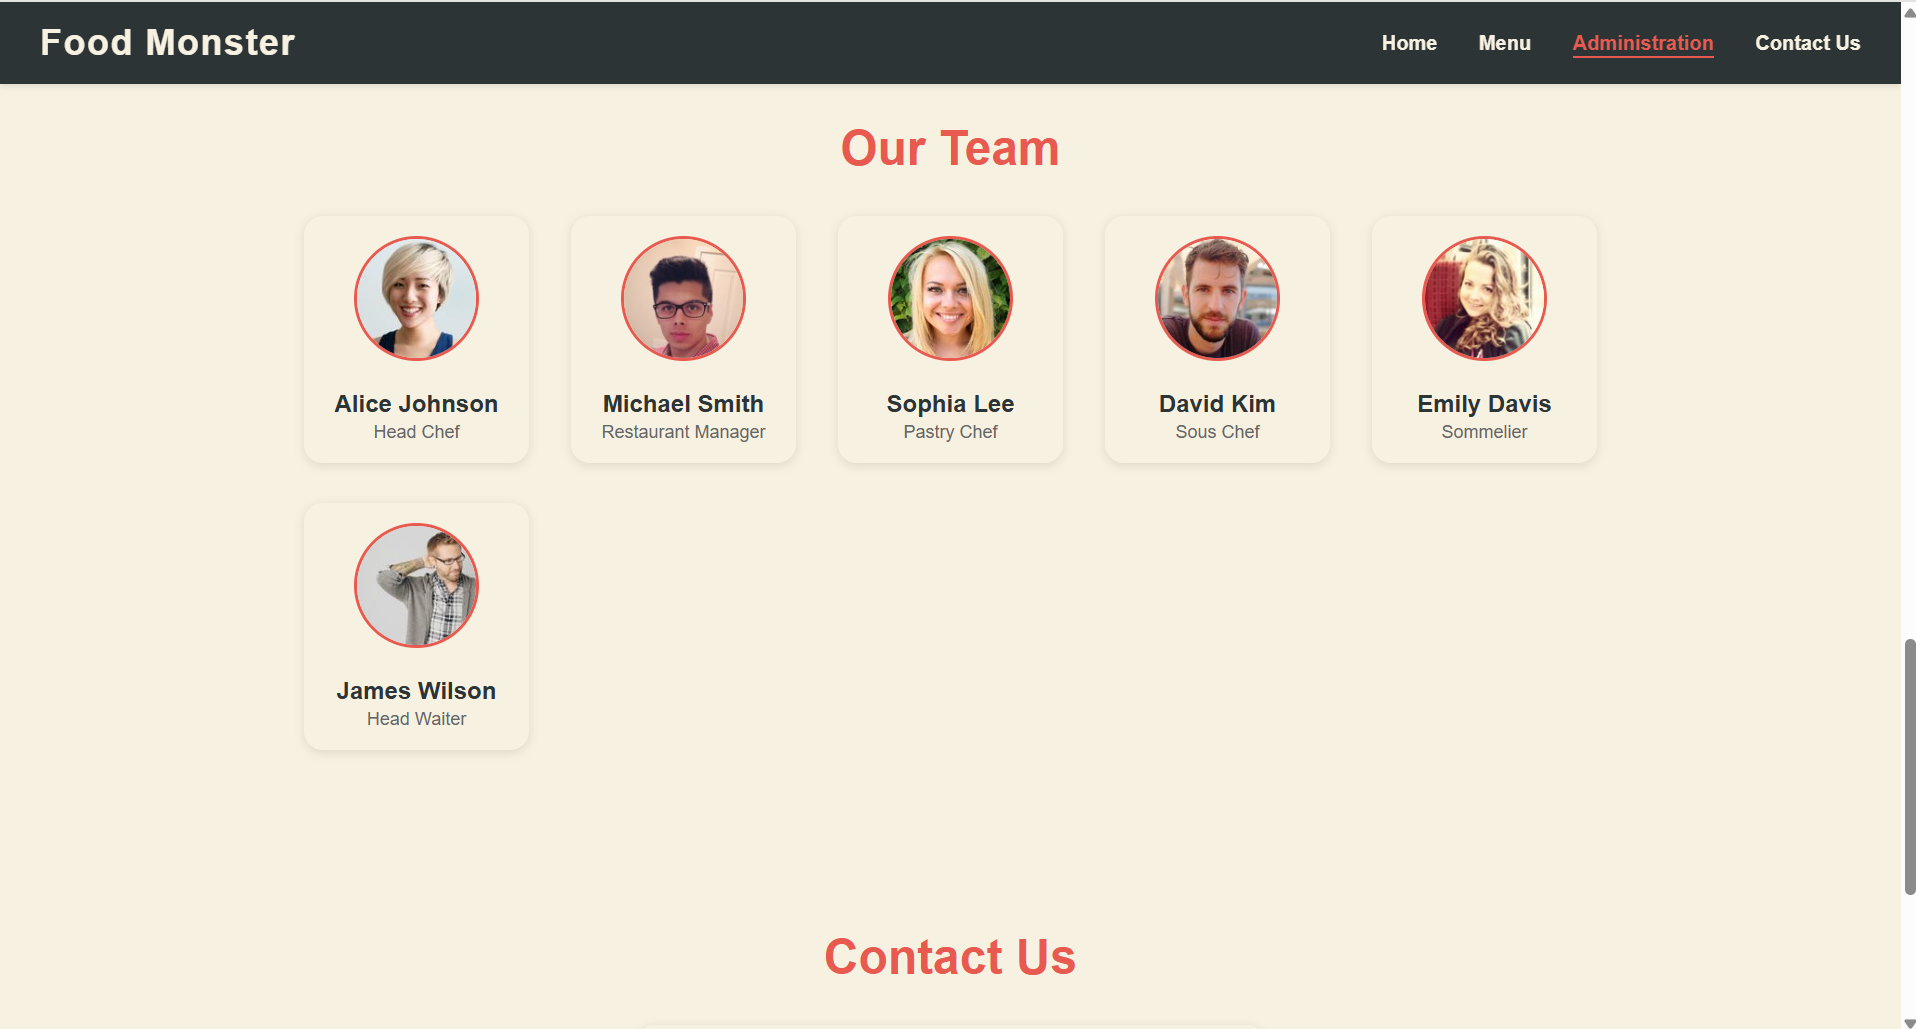 Food Monster
Home Menu Administration Contact Us
Our Team
Alice Johnson
Head Chef
Michael Smith
Restaurant Manager
Sophia Lee
Pastry Chef
David Kim
Sous Chef
Emily Davis
Sommelier
James Wilson
Head Waiter
Contact Us